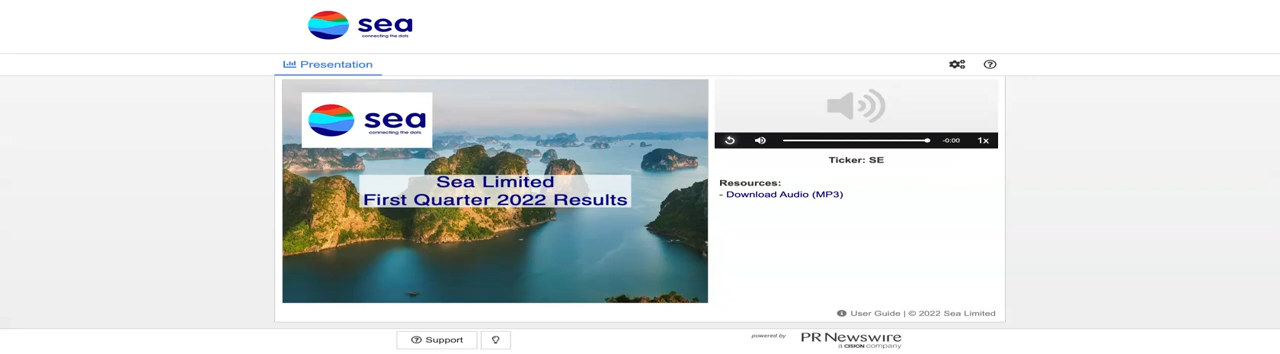 sea
connecting the dots
Presentation
sea
connecting the dots
Sea Limited
First Quarter 2022 Results
-0:00
1x
Ticker: SE
Resources:
- Download Audio (MP3)
User Guide | © 2022 Sea Limited
Support
powered by
PR Newswire
a CISION company